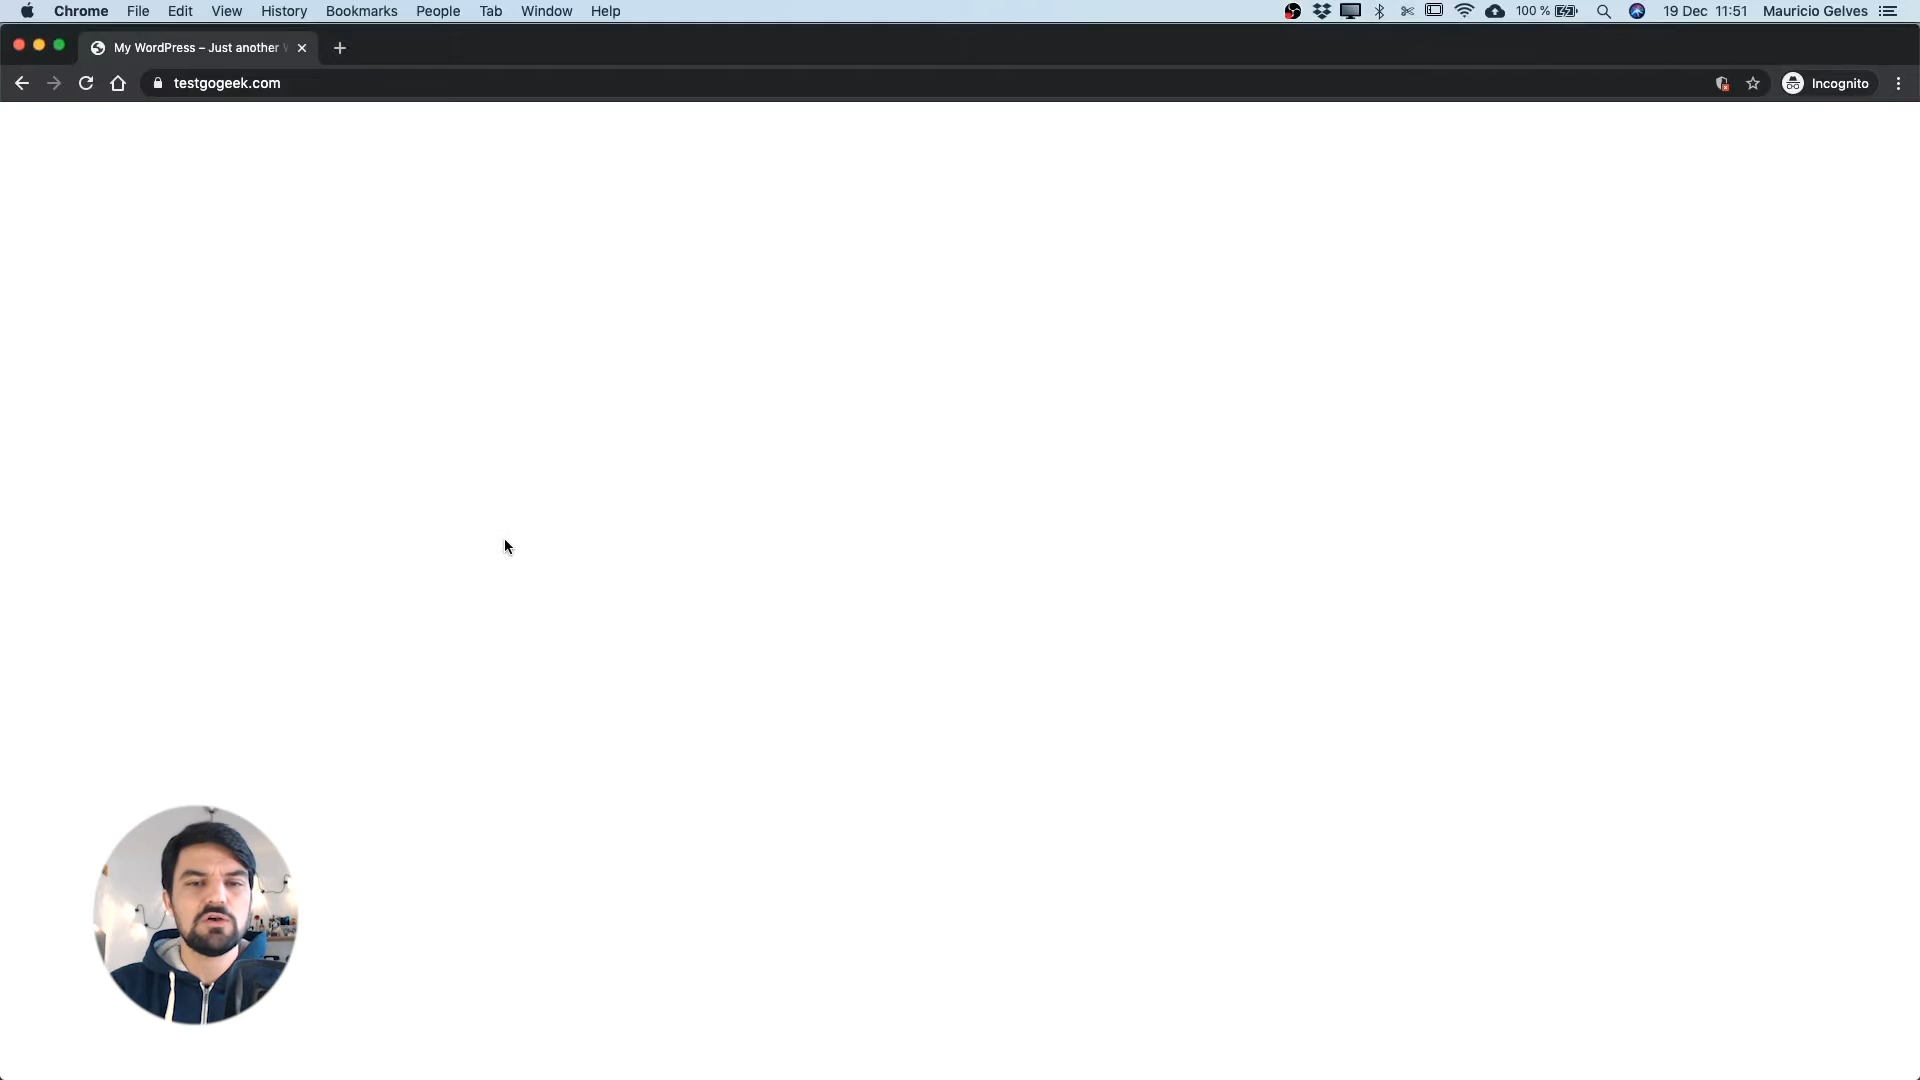 Chrome File Edit View History Bookmarks People Tab Window Help 100 % 19 Dec 11:51 Mauricio Gelves
My WordPress – Just another
testgogeek.com Incognito